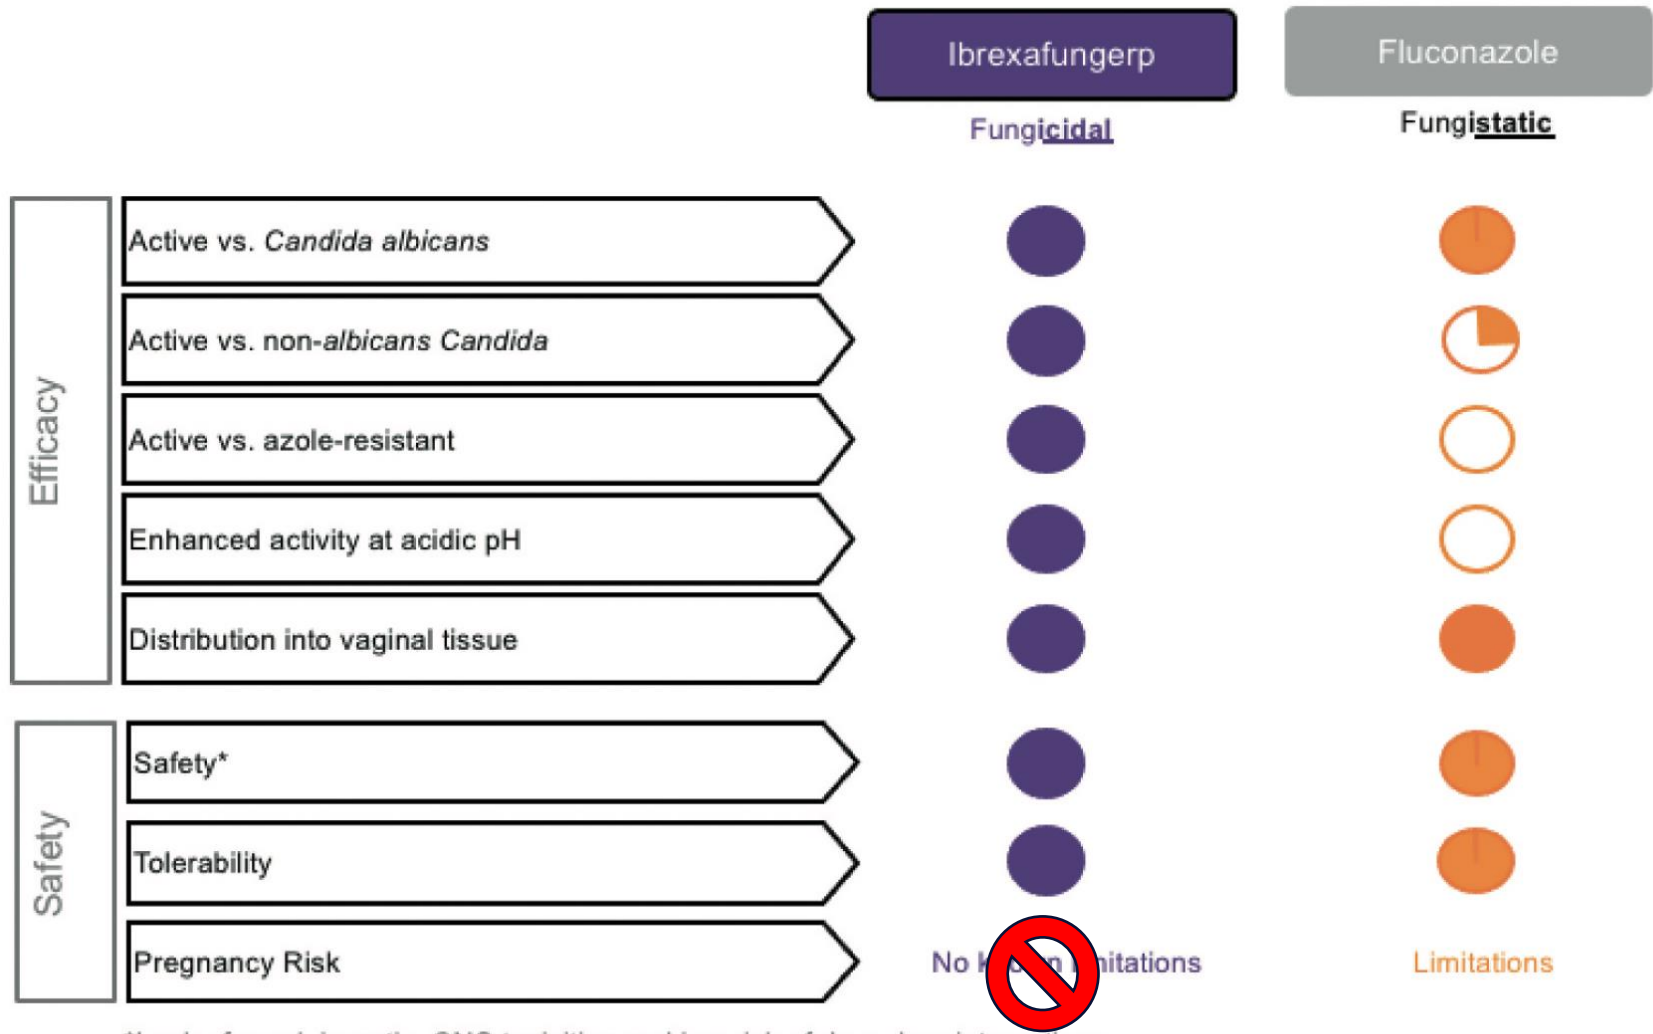 Ibrexafungerp
Fluconazole
Fungicidal
Fungistatic
Efficacy
Active vs. Candida albicans
Active vs. non-albicans Candida
Active vs. azole-resistant
Enhanced activity at acidic pH
Distribution into vaginal tissue
Safety
Safety*
Tolerability
Pregnancy Risk
No limitations
Limitations